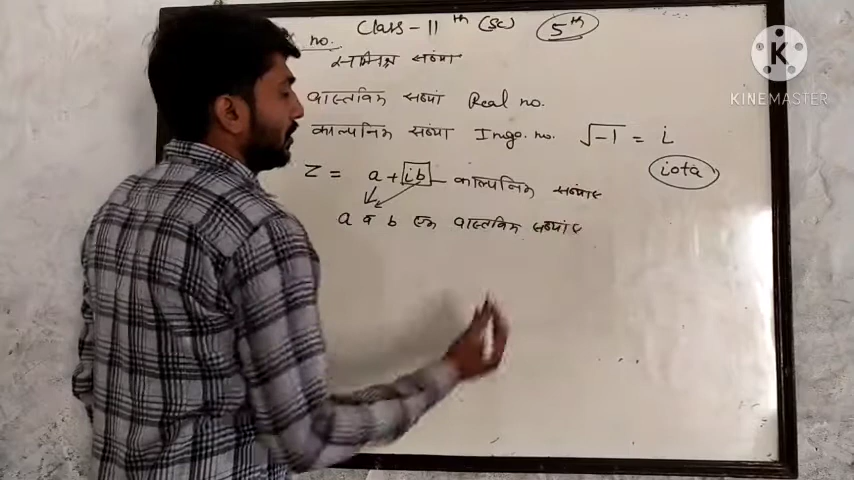 Class - 11th (Sc) 5th
no.
सम्मिश्र संख्या
वास्तविक संख्या Real no.
काल्पनिक संख्या Imgo. no. √-1 = i
iota
Z = a + ib काल्पनिक संख्याए
a व b एक वास्तविक संख्याए
K
KINEMASTER